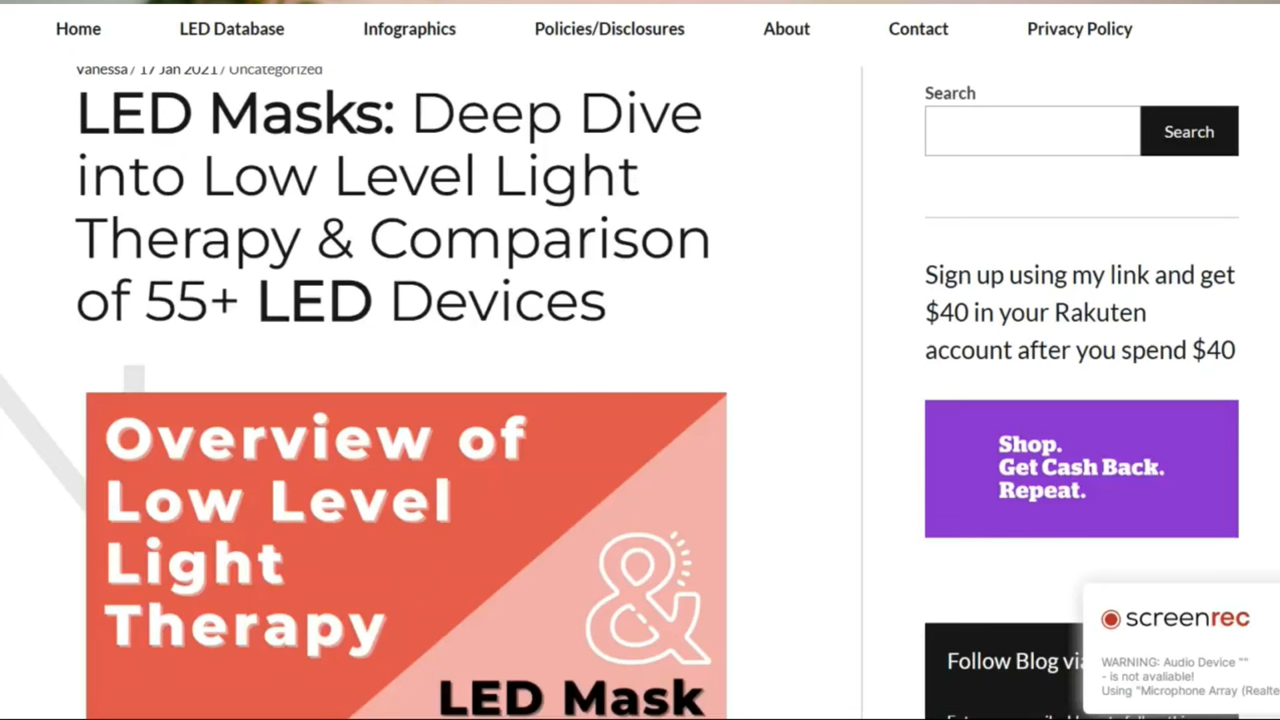 Home
LED Database
Infographics
Policies/Disclosures
About
Contact
Privacy Policy
vanessa / 17 Jan 2021 / Uncategorized
LED Masks: Deep Dive
into Low Level Light
Therapy & Comparison
of 55+ LED Devices
Overview of
Low Level
Light
Therapy
&
LED Mask
Search
Search
Sign up using my link and get
$40 in your Rakuten
account after you spend $40
Shop.
Get Cash Back.
Repeat.
Follow Blog via
screenrec
WARNING: Audio Device ""
- is not avaliable!
Using "Microphone Array (Realte